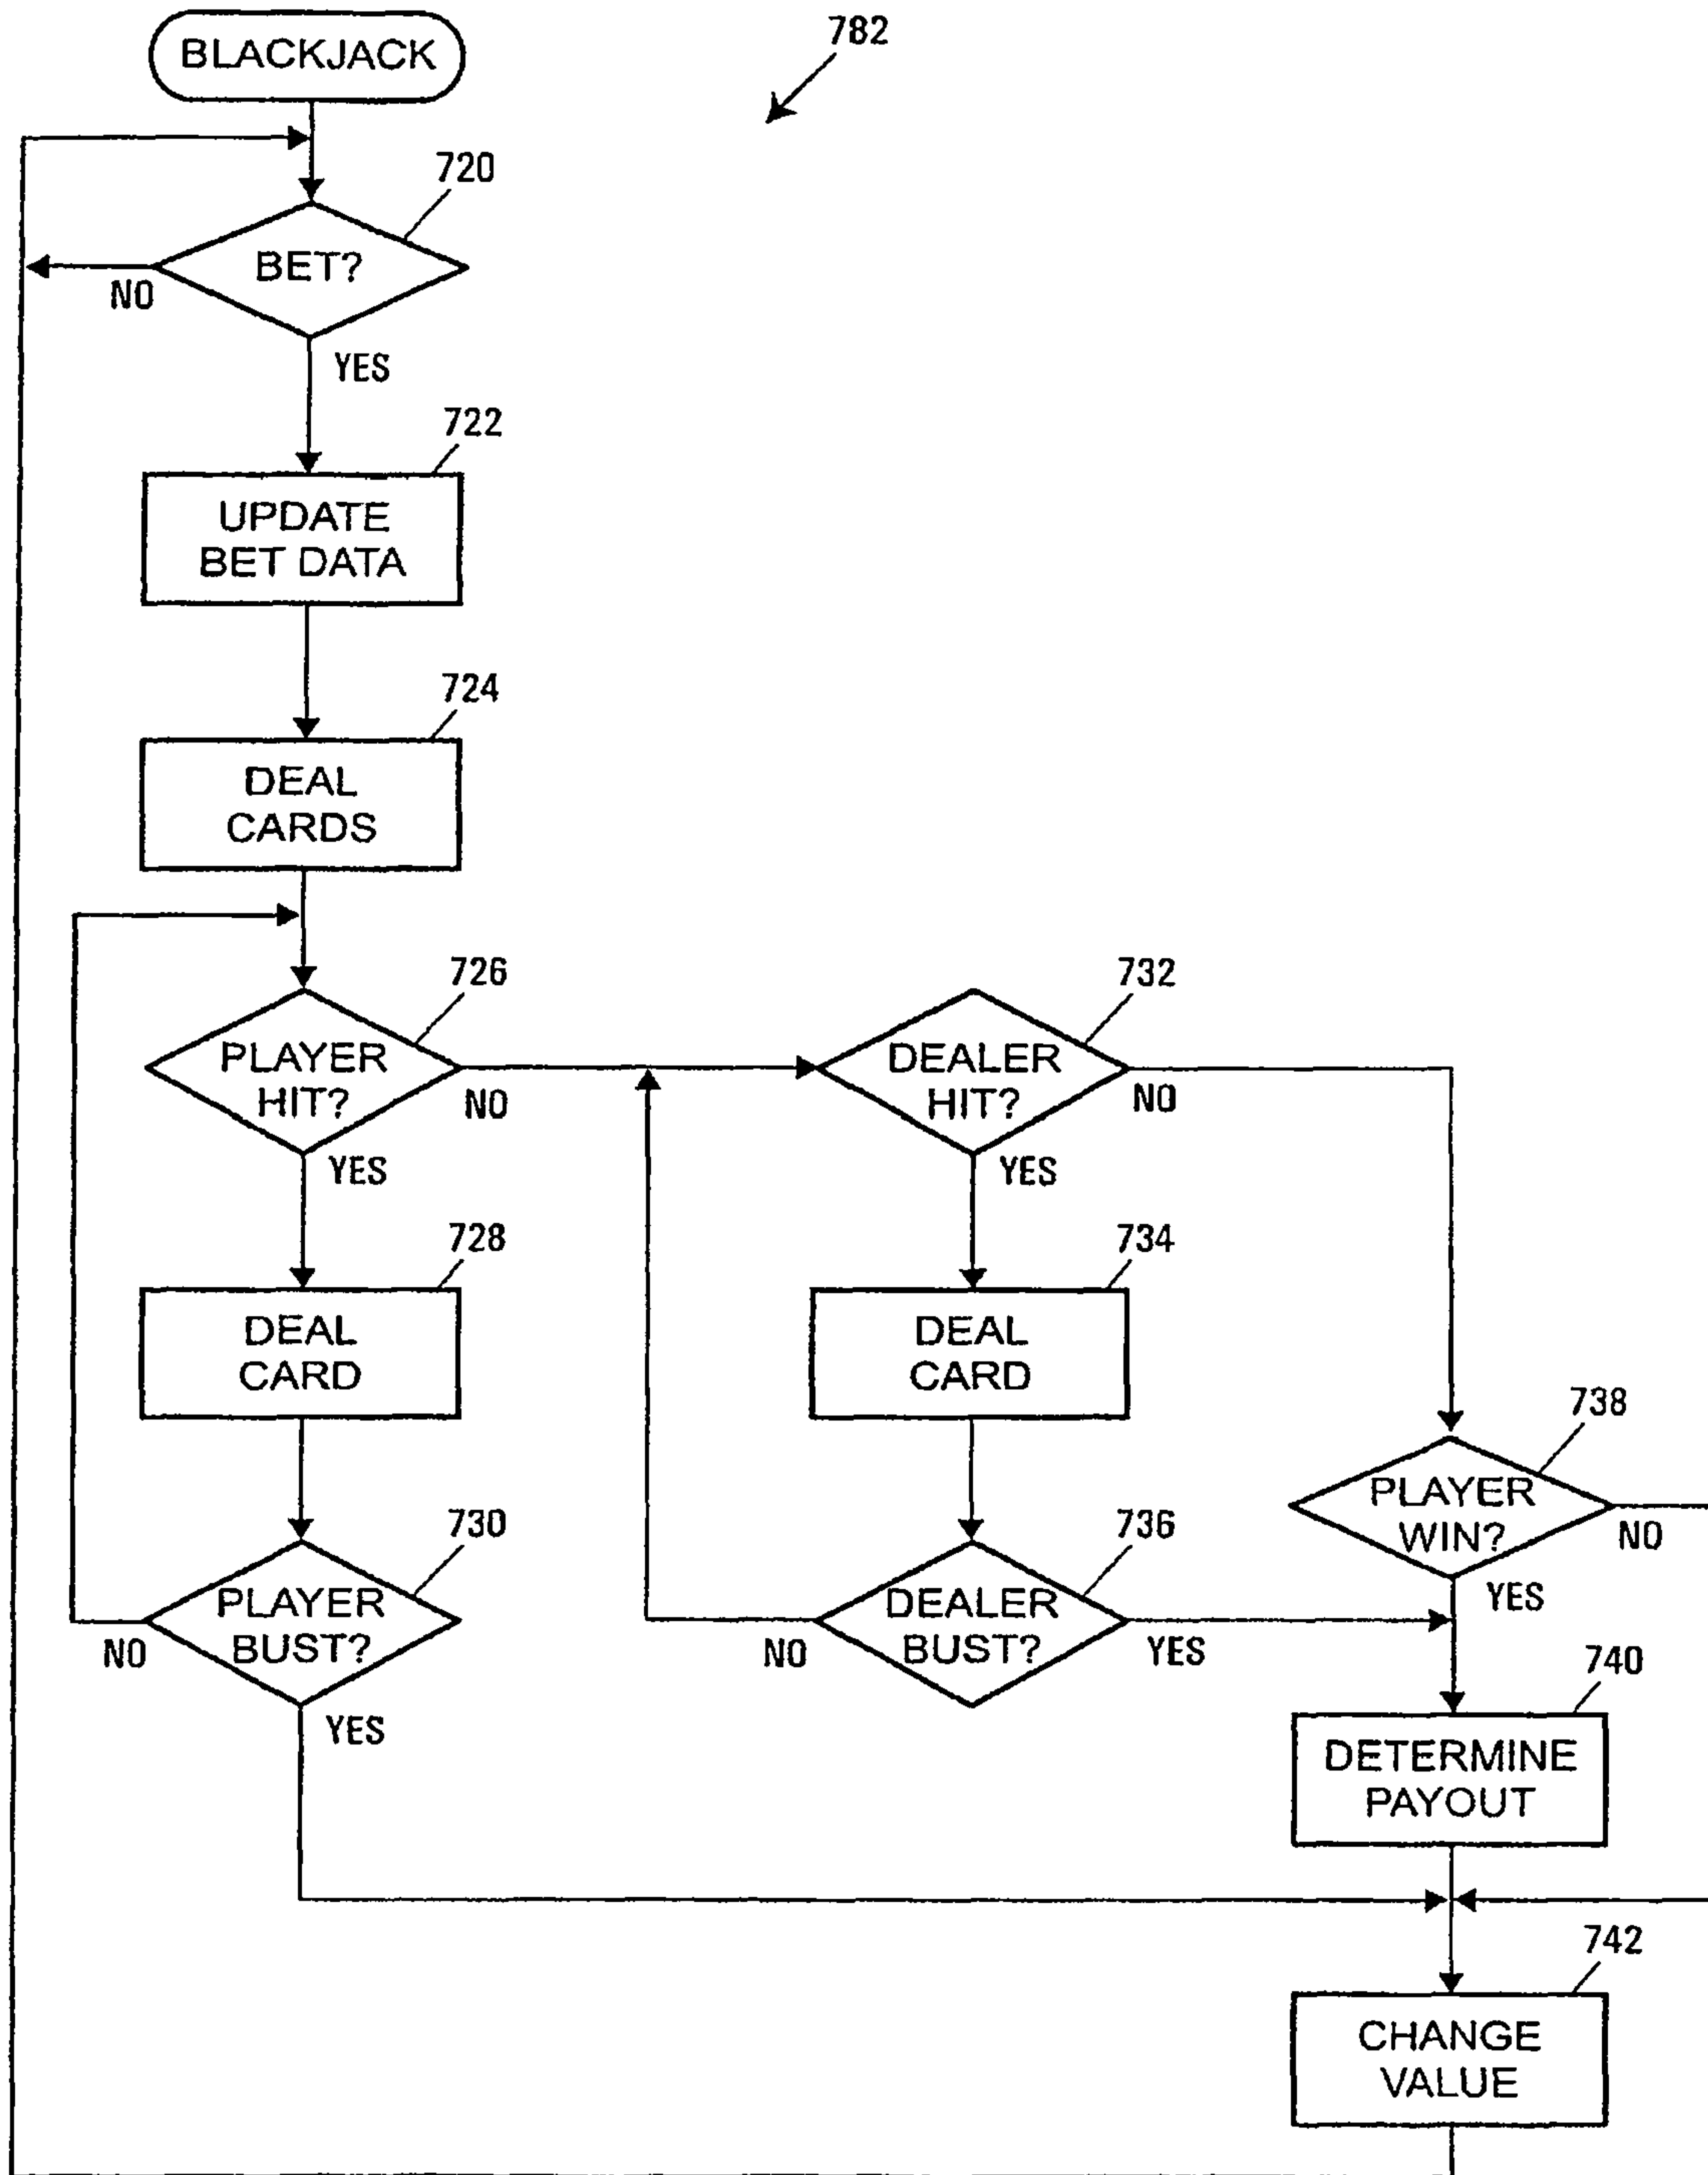 BLACKJACK
782
720
BET?
NO
YES
722
UPDATE
BET DATA
724
DEAL
CARDS
726
PLAYER
HIT?
NO
YES
732
DEALER
HIT?
NO
YES
728
DEAL
CARD
734
DEAL
CARD
738
PLAYER
WIN?
NO
YES
730
PLAYER
BUST?
NO
YES
736
DEALER
BUST?
NO
YES
740
DETERMINE
PAYOUT
742
CHANGE
VALUE